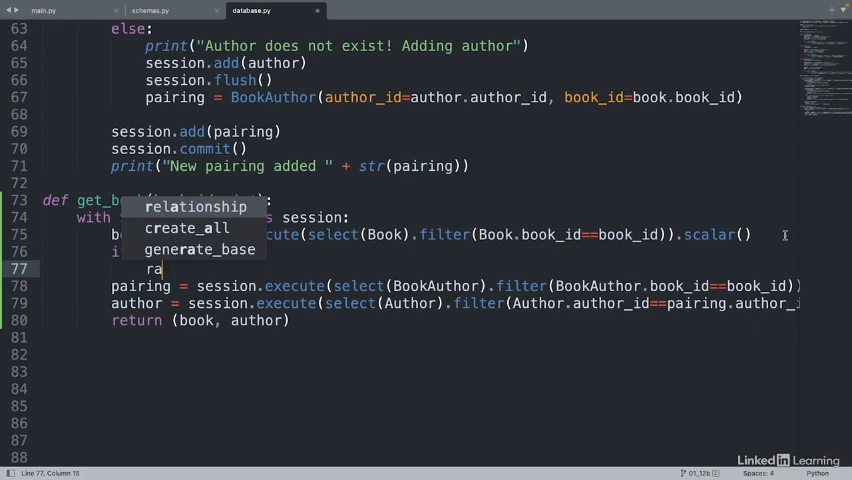 main.py schemas.py database.py
63 else:
64 print("Author does not exist! Adding author")
65 session.add(author)
66 session.flush()
67 pairing = BookAuthor(author_id=author.author_id, book_id=book.book_id)
68
69 session.add(pairing)
70 session.commit()
71 print("New pairing added " + str(pairing))
72
73 def get_bo
relationship
74 with session:
create_all
75 b ecute(select(Book).filter(Book.book_id==book_id)).scalar()
generate_base
76 i
77 ra
78 pairing = session.execute(select(BookAuthor).filter(BookAuthor.book_id==book_id))
79 author = session.execute(select(Author).filter(Author.author_id==pairing.author_i
80 return (book, author)
81
82
83
84
85
86
87
88
Linked in Learning
Line 77, Column 15 01_12b 2 Spaces: 4 Python